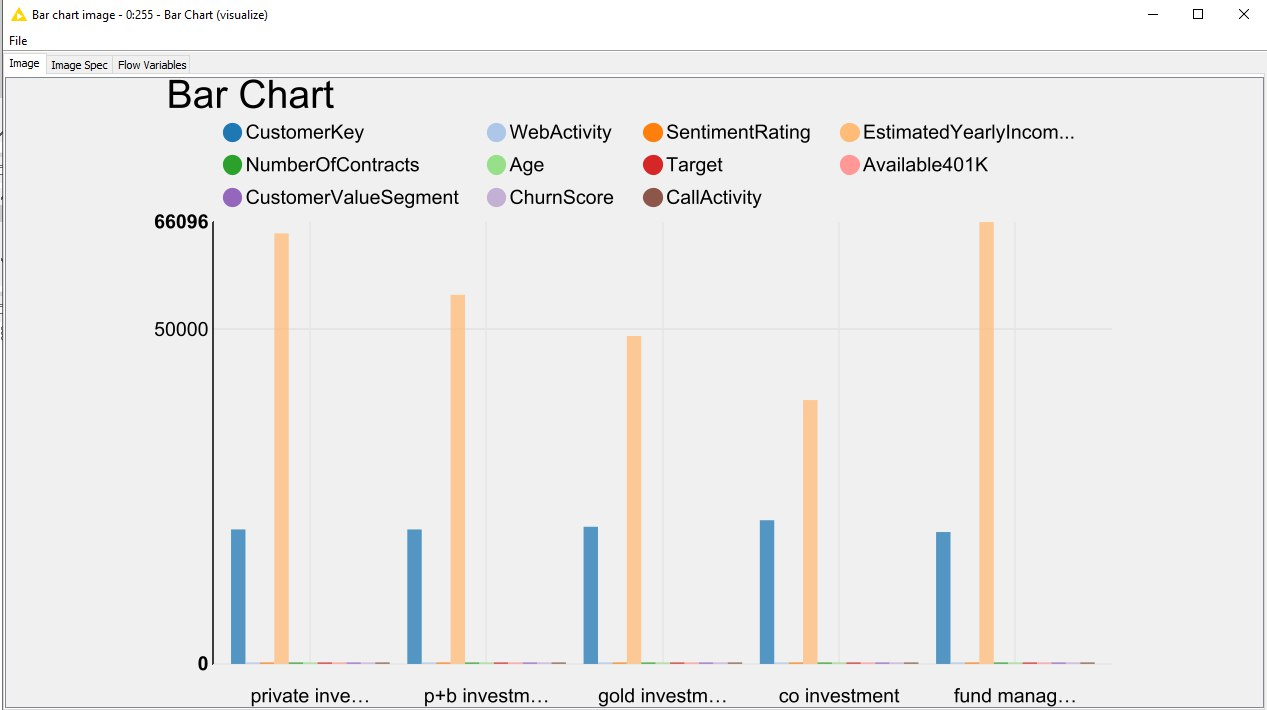 Bar chart image - 0:255 - Bar Chart (visualize)
File
Image Image Spec Flow Variables
Bar Chart
CustomerKey WebActivity SentimentRating EstimatedYearlyIncom...
NumberOfContracts Age Target Available401K
CustomerValueSegment ChurnScore CallActivity
66096
50000
0
private inve... p+b investm... gold investm... co investment fund manag...